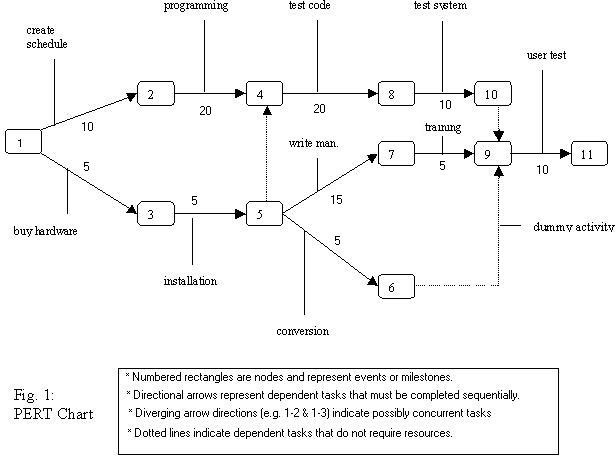 programming
test code
test system
create
schedule
user test
2
4
8
10
20
20
10
10
training
write man.
1
7
9
11
5
5
10
5
15
3
5
5
dummy activity
buy hardware
6
installation
conversion
Fig. 1:
PERT Chart
* Numbered rectangles are nodes and represent events or milestones.
* Directional arrows represent dependent tasks that must be completed sequentially.
* Diverging arrow directions (e.g. 1-2 & 1-3) indicate possibly concurrent tasks
* Dotted lines indicate dependent tasks that do not require resources.